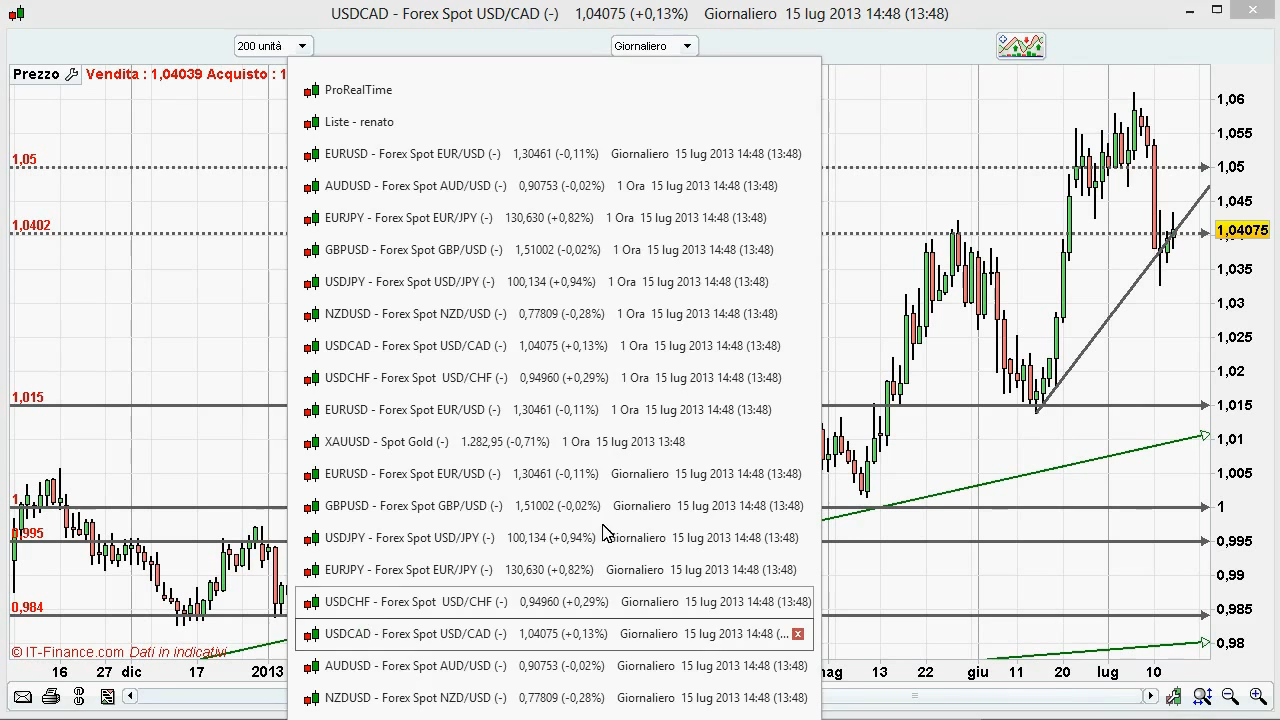 USDCAD - Forex Spot USD/CAD (-) 1,04075 (+0,13%) Giornaliero 15 lug 2013 14:48 (13:48)
200 unità
Giornaliero
Prezzo
Vendita : 1,04039 Acquisto : 1
ProRealTime
Liste - renato
EURUSD - Forex Spot EUR/USD (-) 1,30461 (-0,11%) Giornaliero 15 lug 2013 14:48 (13:48)
AUDUSD - Forex Spot AUD/USD (-) 0,90753 (-0,02%) 1 Ora 15 lug 2013 14:48 (13:48)
EURJPY - Forex Spot EUR/JPY (-) 130,630 (+0,82%) 1 Ora 15 lug 2013 14:48 (13:48)
GBPUSD - Forex Spot GBP/USD (-) 1,51002 (-0,02%) 1 Ora 15 lug 2013 14:48 (13:48)
USDJPY - Forex Spot USD/JPY (-) 100,134 (+0,94%) 1 Ora 15 lug 2013 14:48 (13:48)
NZDUSD - Forex Spot NZD/USD (-) 0,77809 (-0,28%) 1 Ora 15 lug 2013 14:48 (13:48)
USDCAD - Forex Spot USD/CAD (-) 1,04075 (+0,13%) 1 Ora 15 lug 2013 14:48 (13:48)
USDCHF - Forex Spot USD/CHF (-) 0,94960 (+0,29%) 1 Ora 15 lug 2013 14:48 (13:48)
EURUSD - Forex Spot EUR/USD (-) 1,30461 (-0,11%) 1 Ora 15 lug 2013 14:48 (13:48)
XAUUSD - Spot Gold (-) 1.282,95 (-0,71%) 1 Ora 15 lug 2013 13:48
EURUSD - Forex Spot EUR/USD (-) 1,30461 (-0,11%) Giornaliero 15 lug 2013 14:48 (13:48)
GBPUSD - Forex Spot GBP/USD (-) 1,51002 (-0,02%) Giornaliero 15 lug 2013 14:48 (13:48)
USDJPY - Forex Spot USD/JPY (-) 100,134 (+0,94%) Giornaliero 15 lug 2013 14:48 (13:48)
EURJPY - Forex Spot EUR/JPY (-) 130,630 (+0,82%) Giornaliero 15 lug 2013 14:48 (13:48)
USDCHF - Forex Spot USD/CHF (-) 0,94960 (+0,29%) Giornaliero 15 lug 2013 14:48 (13:48)
USDCAD - Forex Spot USD/CAD (-) 1,04075 (+0,13%) Giornaliero 15 lug 2013 14:48 (...
AUDUSD - Forex Spot AUD/USD (-) 0,90753 (-0,02%) Giornaliero 15 lug 2013 14:48 (13:48)
NZDUSD - Forex Spot NZD/USD (-) 0,77809 (-0,28%) Giornaliero 15 lug 2013 14:48 (13:48)
1,05
1,0402
1,015
1
0,995
0,984
1,06
1,055
1,05
1,045
1,04075
1,035
1,03
1,025
1,02
1,015
1,01
1,005
1
0,995
0,99
0,985
0,98
© IT-Finance.com Dati in indicativi
16 27 dic 17 2013 mag 13 22 giu 11 20 lug 10